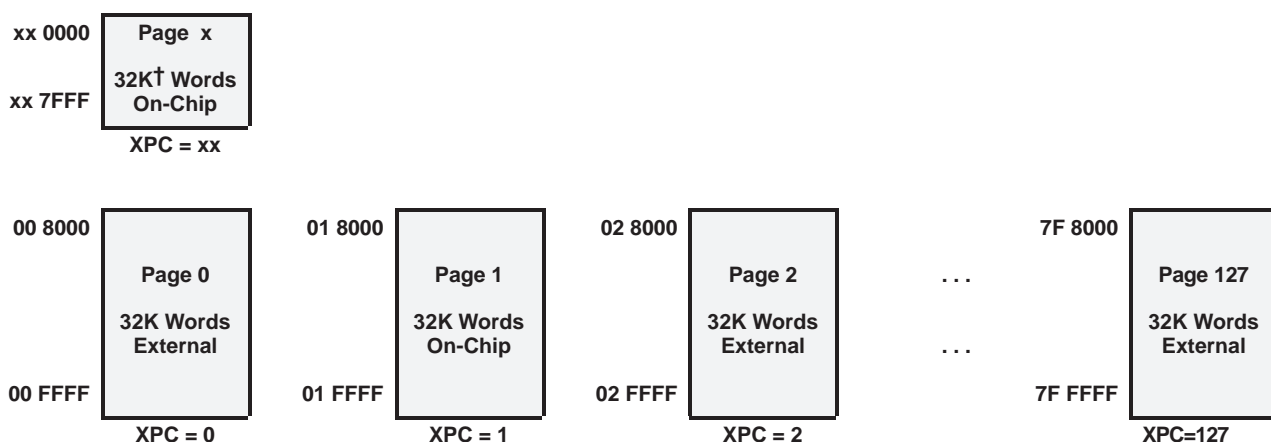 xx 0000
Page x
32K† Words
xx 7FFF
On-Chip
XPC = xx
00 8000
01 8000
02 8000
7F 8000
Page 0
Page 1
Page 2
. . .
Page 127
32K Words
32K Words
32K Words
32K Words
External
On-Chip
External
. . .
External
00 FFFF
01 FFFF
02 FFFF
7F FFFF
XPC = 0
XPC = 1
XPC = 2
XPC=127